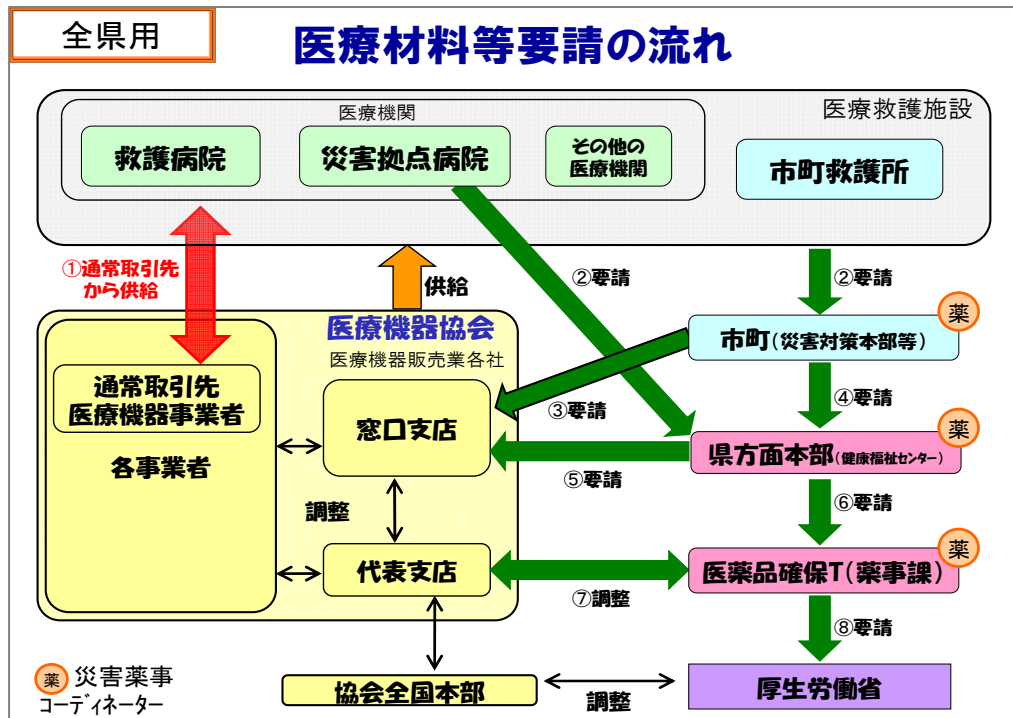 全県用
医療材料等要請の流れ
医療救護施設
医療機関
救護病院
災害拠点病院
その他の
医療機関
市町救護所
①通常取引先
から供給
供給
②要請
②要請
薬
医療機器協会
医療機器販売業各社
市町(災害対策本部等)
通常取引先
医療機器事業者
窓口支店
③要請
④要請
薬
各事業者
県方面本部(健康福祉センター)
⑤要請
⑥要請
調整
薬
代表支店
医薬品確保T(薬事課)
⑦調整
⑧要請
薬 災害薬事
コーディネーター
協会全国本部
調整
厚生労働省